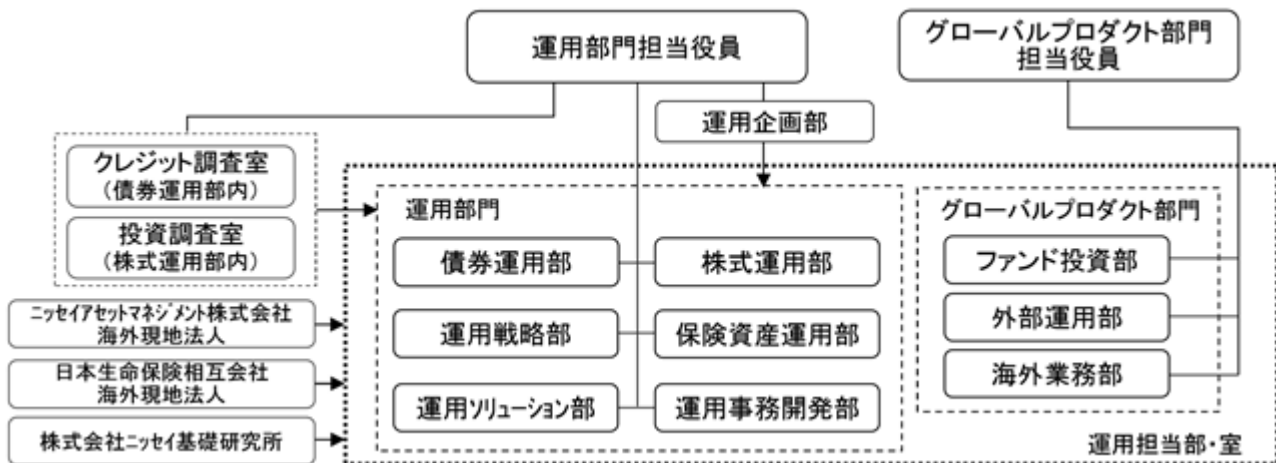 運用部門担当役員
グローバルプロダクト部門
担当役員
運用企画部
クレジット調査室
（債券運用部内）
投資調査室
（株式運用部内）
ニッセイアセットマネジメント株式会社
海外現地法人
日本生命保険相互会社
海外現地法人
株式会社ニッセイ基礎研究所
運用部門
債券運用部
株式運用部
運用戦略部
保険資産運用部
運用ソリューション部
運用事務開発部
グローバルプロダクト部門
ファンド投資部
外部運用部
海外業務部
運用担当部・室